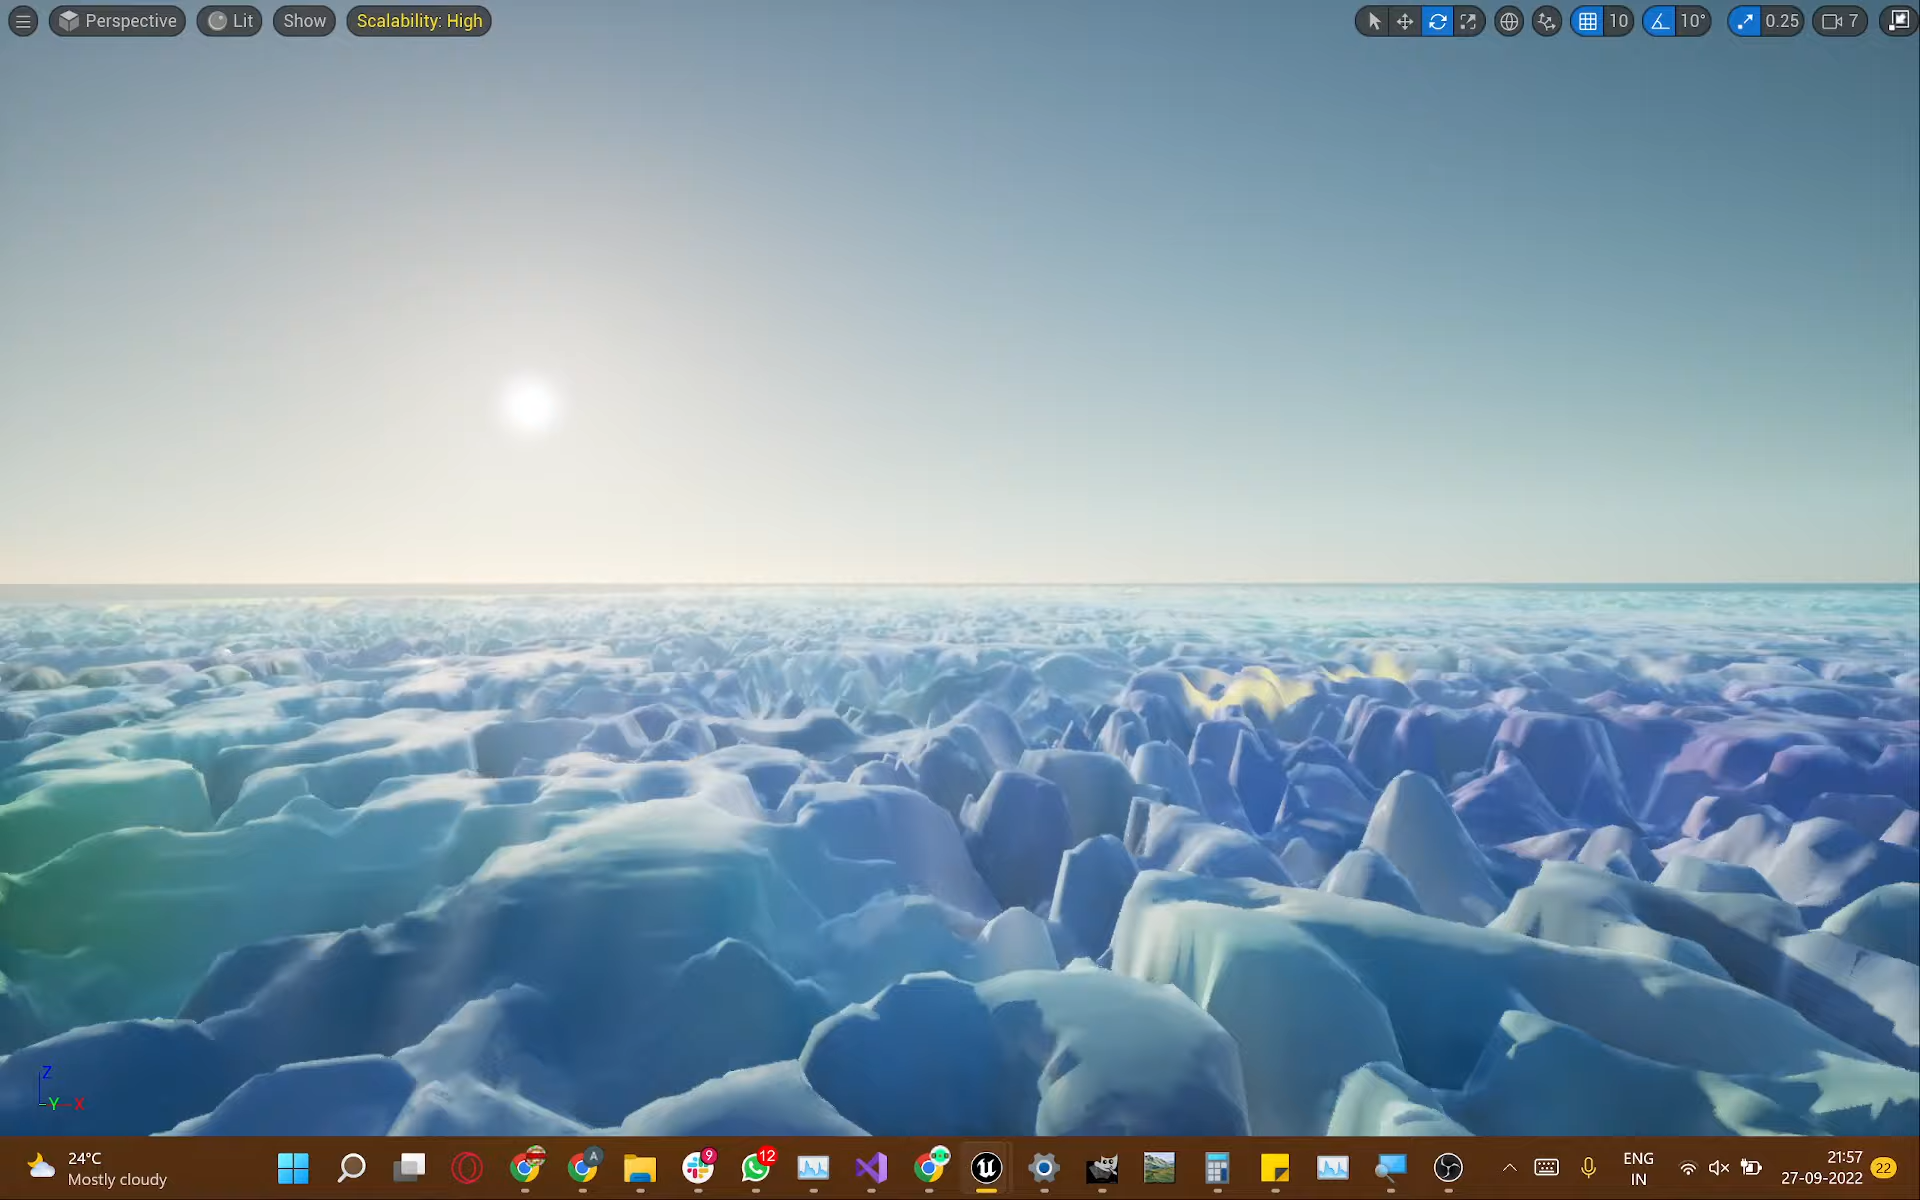 Perspective
Lit
Show
Scalability: High
10
10°
0.25
7
Z
Y X
A
9
12
24°C
Mostly cloudy
ENG
IN
21:57
27-09-2022
22